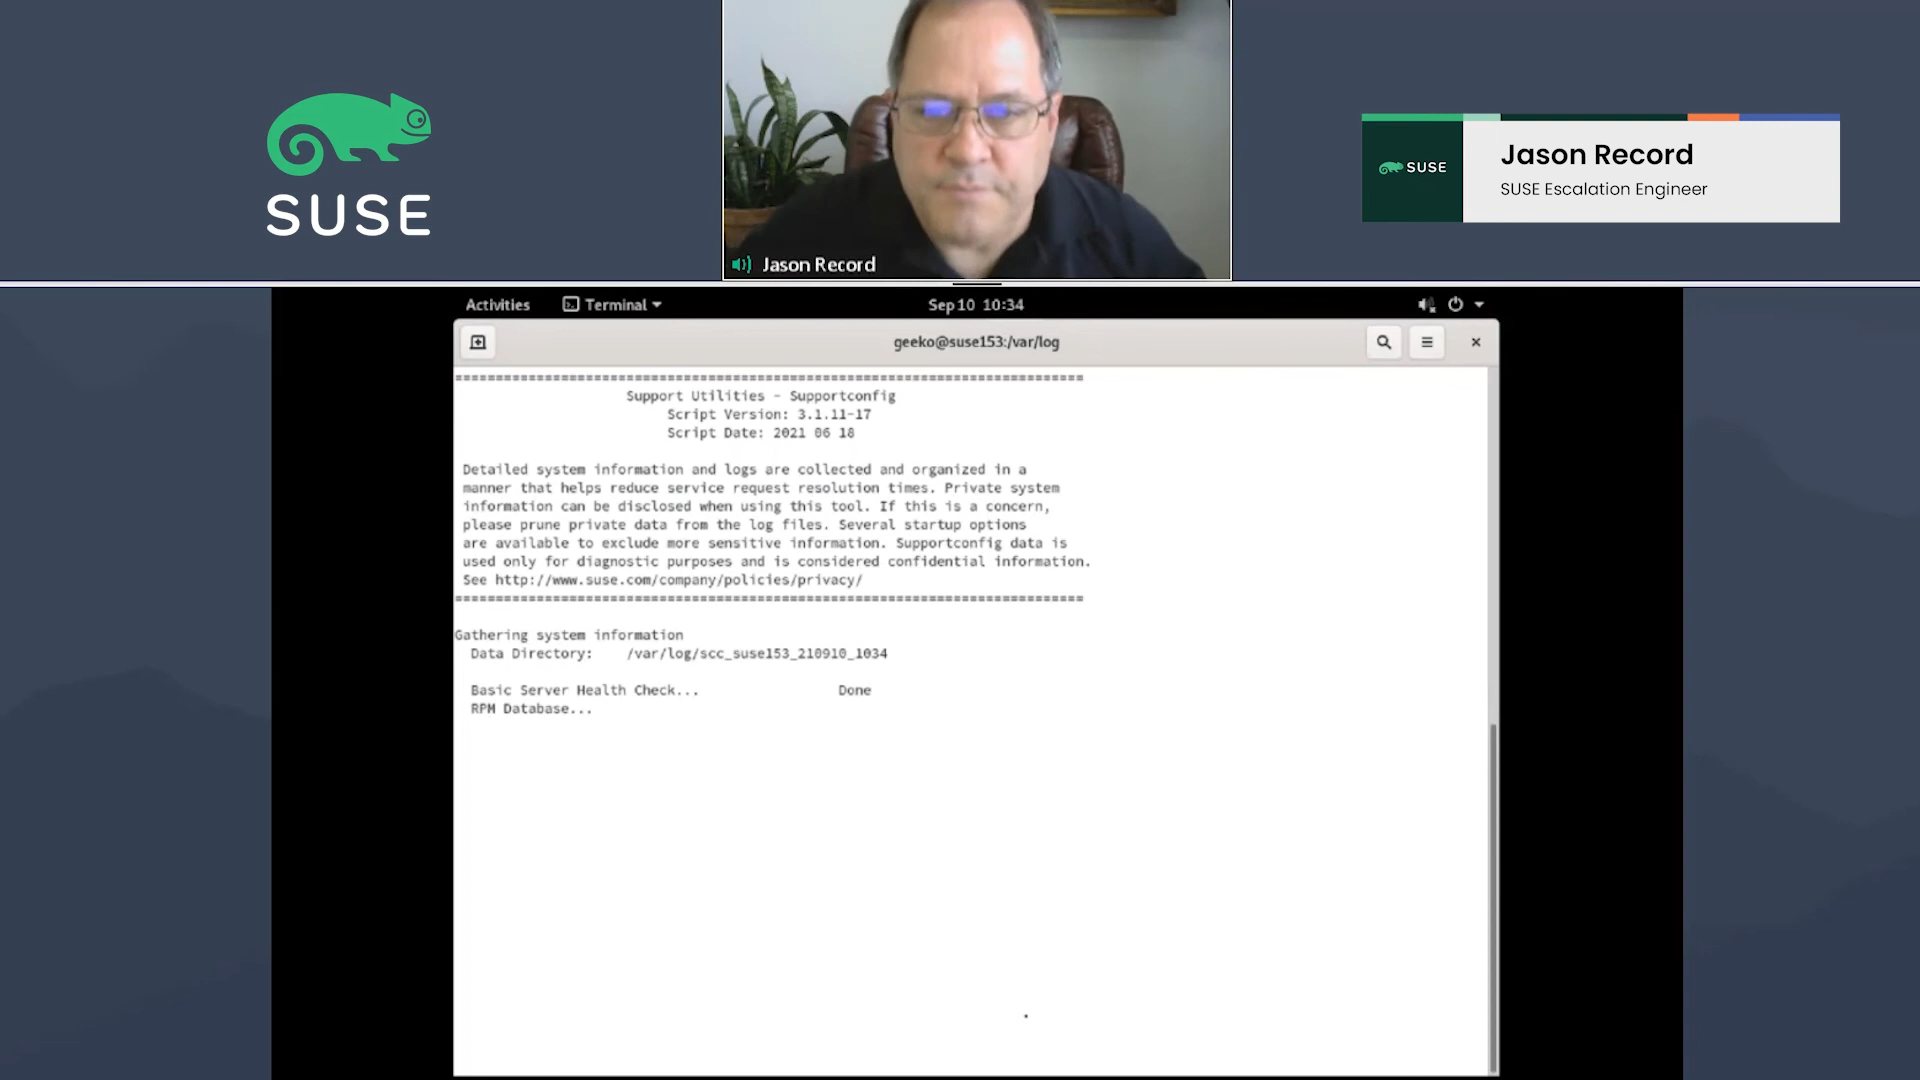 SUSE
Jason Record
SUSE
Jason Record
SUSE Escalation Engineer
Activities
Terminal
Sep 10 10:34
geeko@suse153:/var/log
=============================================================================
Support Utilities - Supportconfig
Script Version: 3.1.11-17
Script Date: 2021 06 18
Detailed system information and logs are collected and organized in a
manner that helps reduce service request resolution times. Private system
information can be disclosed when using this tool. If this is a concern,
please prune private data from the log files. Several startup options
are available to exclude more sensitive information. Supportconfig data is
used only for diagnostic purposes and is considered confidential information.
See http://www.suse.com/company/policies/privacy/
=============================================================================
Gathering system information
Data Directory: /var/log/scc_suse153_210910_1034
Basic Server Health Check... Done
RPM Database...